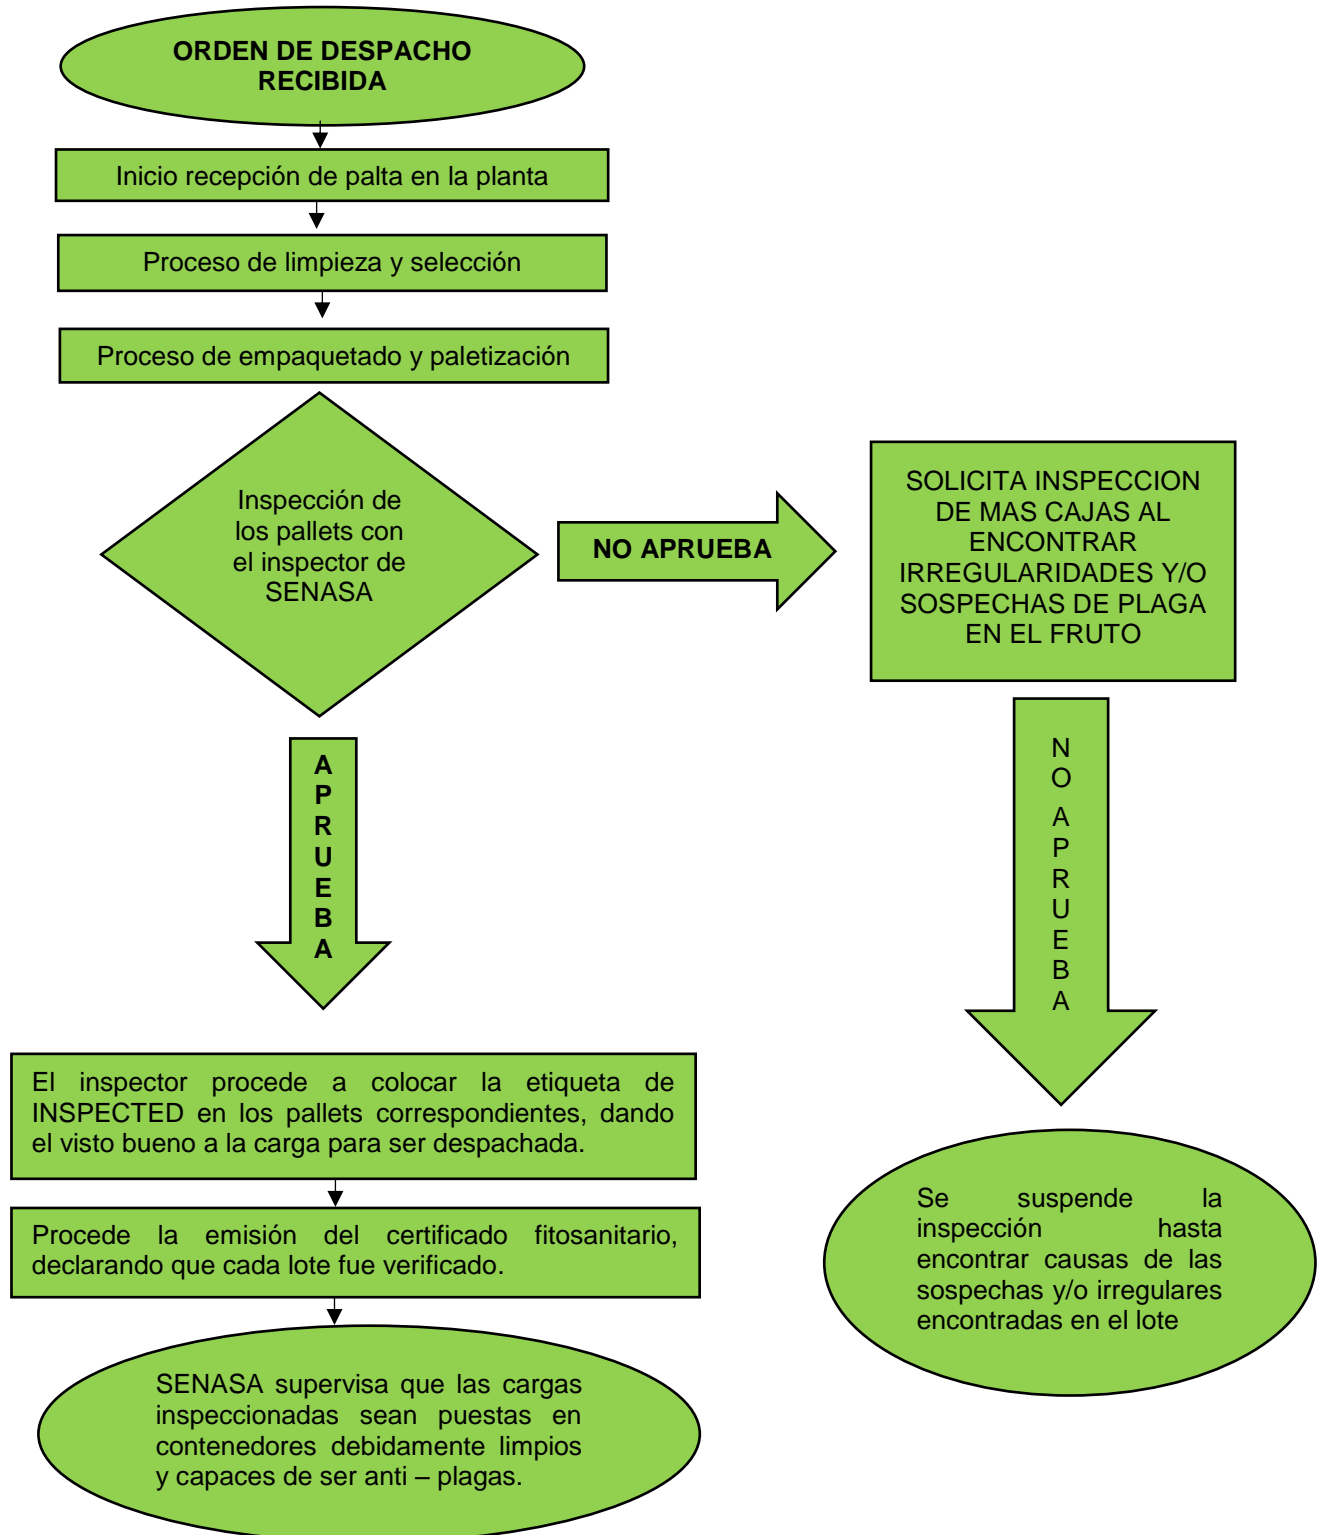 ORDEN DE DESPACHO
RECIBIDA
Inicio recepción de palta en la planta
Proceso de limpieza y selección
Proceso de empaquetado y paletización
Inspección de
los pallets con
el inspector de
SENASA
NO APRUEBA
SOLICITA INSPECCION
DE MAS CAJAS AL
ENCONTRAR
IRREGULARIDADES Y/O
SOSPECHAS DE PLAGA
EN EL FRUTO
A
P
R
U
E
B
A
N
O
A
P
R
U
E
B
A
El inspector procede a colocar la etiqueta de
INSPECTED en los pallets correspondientes, dando
el visto bueno a la carga para ser despachada.
Procede la emisión del certificado fitosanitario,
declarando que cada lote fue verificado.
SENASA supervisa que las cargas
inspeccionadas sean puestas en
contenedores debidamente limpios
y capaces de ser anti – plagas.
Se suspende la
inspección hasta
encontrar causas de las
sospechas y/o irregulares
encontradas en el lote